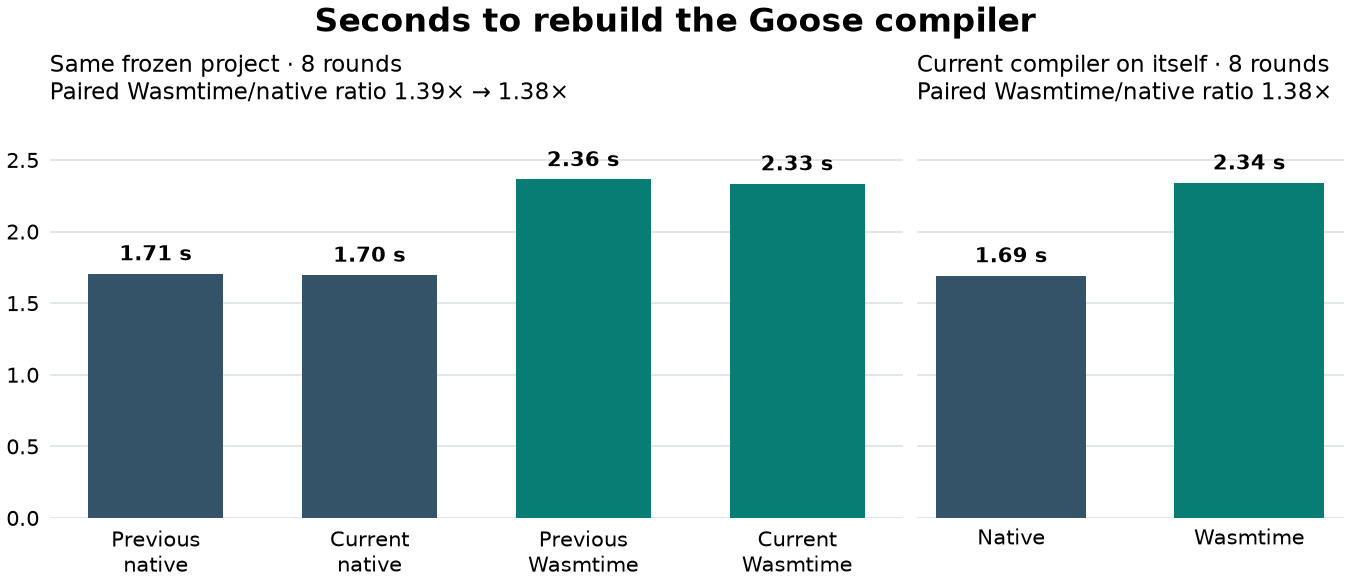 Seconds to rebuild the Goose compiler
Same frozen project · 8 rounds
Paired Wasmtime/native ratio 1.39× → 1.38×
Current compiler on itself · 8 rounds
Paired Wasmtime/native ratio 1.38×
2.5
2.0
1.5
1.0
0.5
0.0
1.71 s
1.70 s
2.36 s
2.33 s
1.69 s
2.34 s
Previous
native
Current
native
Previous
Wasmtime
Current
Wasmtime
Native
Wasmtime